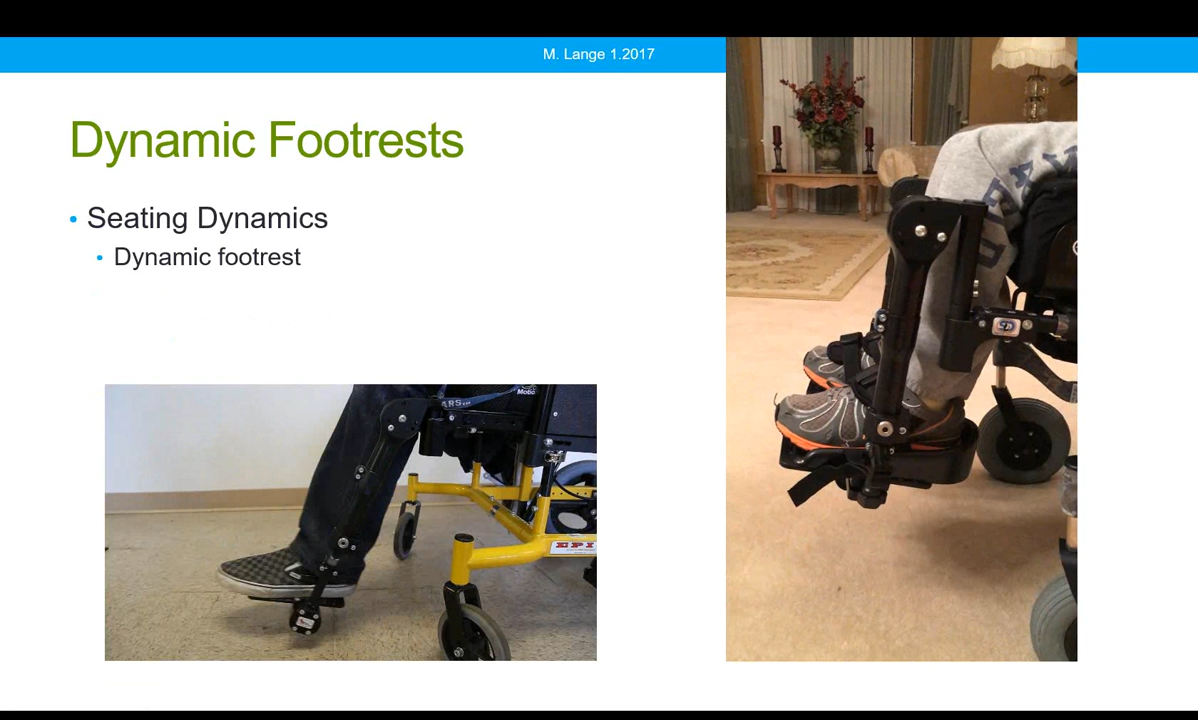 M. Lange 1.2017
Dynamic Footrests
Seating Dynamics
Dynamic footrest